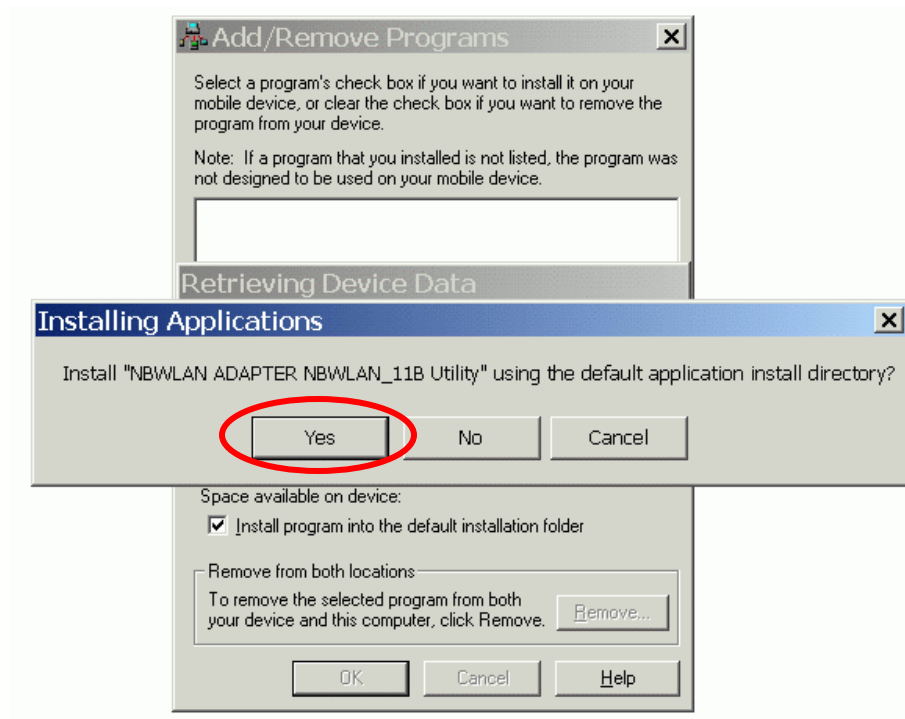 Add/Remove Programs
Select a program's check box if you want to install it on your
mobile device, or clear the check box if you want to remove the
program from your device.
Note: If a program that you installed is not listed, the program was
not designed to be used on your mobile device.
Retrieving Device Data
Installing Applications
Install "NBWLAN ADAPTER NBWLAN_11B Utility" using the default application install directory?
Yes No Cancel
Space available on device:
Install program into the default installation folder
Remove from both locations
To remove the selected program from both
your device and this computer, click Remove.
Remove...
OK Cancel Help